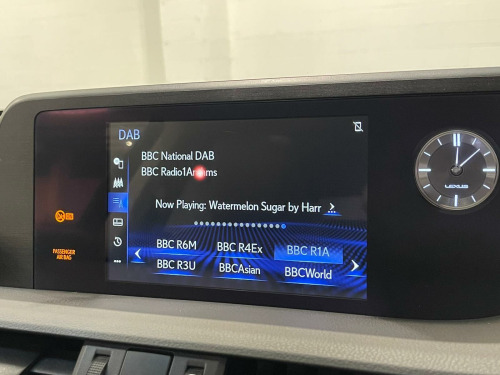 DAB
BBC National DAB
BBC Radio1Anthems
Now Playing: Watermelon Sugar by Harr ...
BBC R6M BBC R4Ex BBC R1A
BBC R3U BBCAsian BBCWorld
PASSENGER
AIR BAG
LEXUS